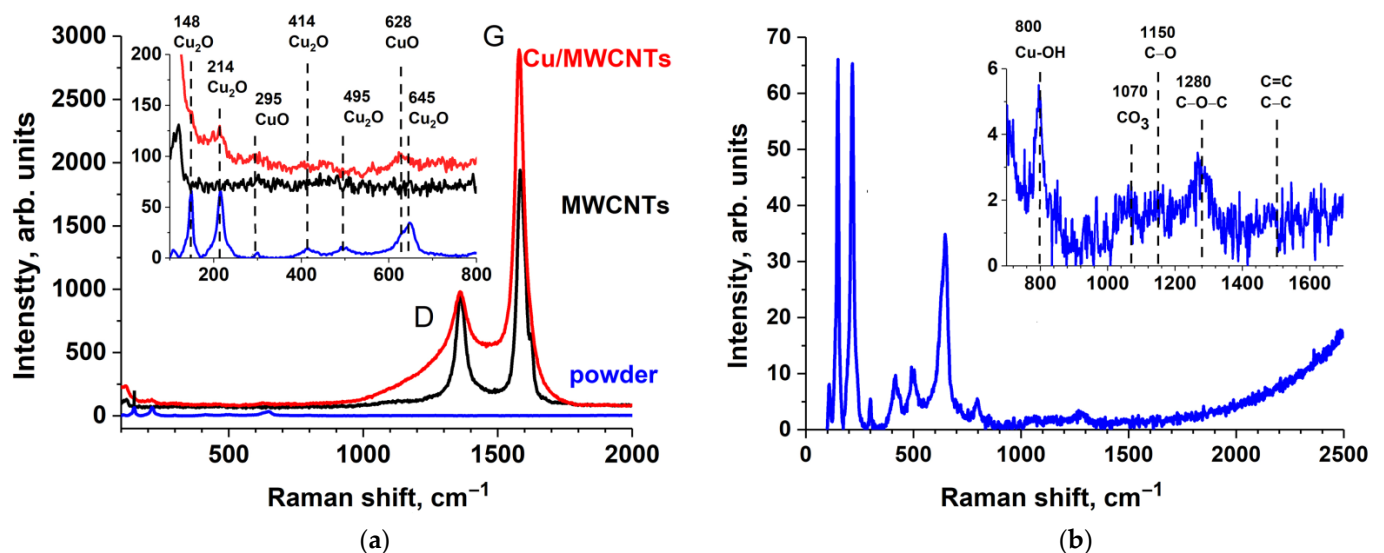 148
Cu₂O
214
Cu₂O
295
CuO
414
Cu₂O
495
Cu₂O
628
CuO
645
Cu₂O
G
Cu/MWCNTs
MWCNTs
D
powder
200
150
100
50
0
200 400 600 800
3000
2500
2000
1500
1000
500
0
0 500 1000 1500 2000
Intenstty, arb. units
Raman shift, cm⁻¹
(a)
800
Cu-OH
1070
CO₃
1150
C–O
1280
C–O–C
C=C
C–C
6
4
2
0
800 1000 1200 1400 1600
70
60
50
40
30
20
10
0
0 500 1000 1500 2000 2500
Intensity, arb. units
Raman shift, cm⁻¹
(b)